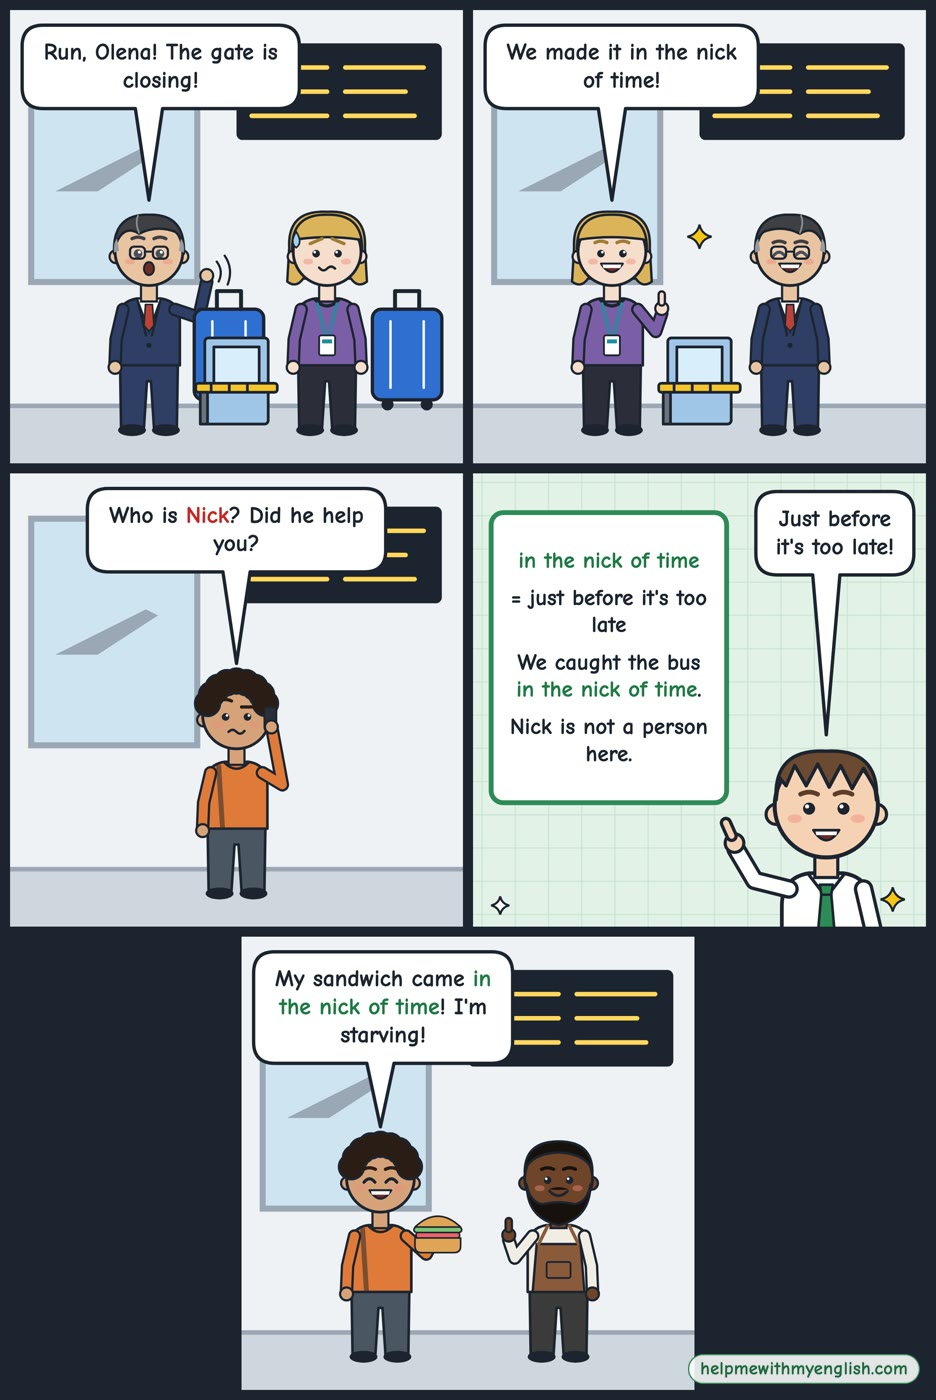 Run, Olena! The gate is
closing!
We made it in the nick
of time!
Who is Nick? Did he help
you?
in the nick of time
= just before it's too
late
We caught the bus
in the nick of time.
Nick is not a person
here.
Just before
it's too late!
My sandwich came in
the nick of time! I'm
starving!
helpmewithmyenglish.com